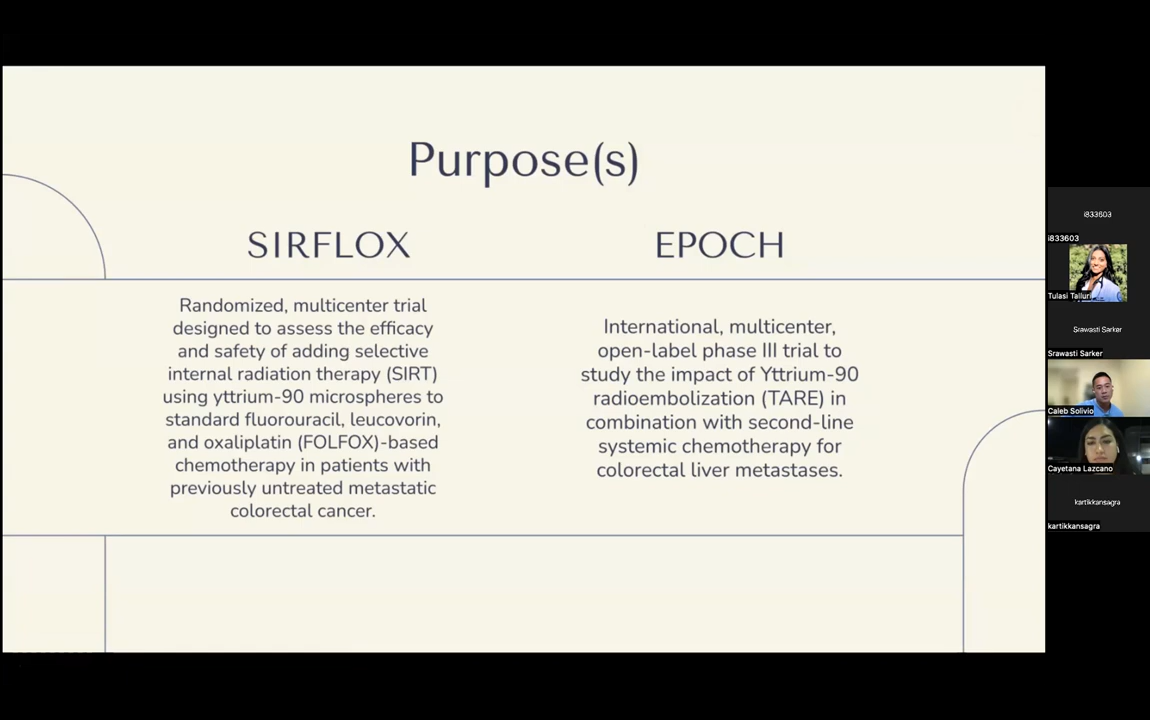 Purpose(s)
SIRFLOX
Randomized, multicenter trial
designed to assess the efficacy
and safety of adding selective
internal radiation therapy (SIRT)
using yttrium-90 microspheres to
standard fluorouracil, leucovorin,
and oxaliplatin (FOLFOX)-based
chemotherapy in patients with
previously untreated metastatic
colorectal cancer.
EPOCH
International, multicenter,
open-label phase III trial to
study the impact of Yttrium-90
radioembolization (TARE) in
combination with second-line
systemic chemotherapy for
colorectal liver metastases.
i833603
i833603
Tulasi Talluri
Srawasti Sarker
Srawasti Sarker
Caleb Solivio
Cayetana Lazcano
kartikkansagra
kartikkansagra